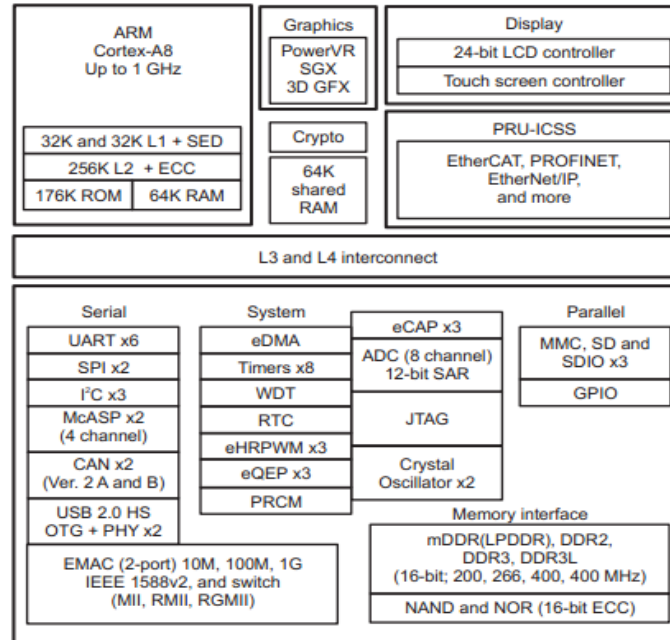 ARM
Cortex-A8
Up to 1 GHz
32K and 32K L1 + SED
256K L2 + ECC
176K ROM
64K RAM
Graphics
PowerVR
SGX
3D GFX
Crypto
64K
shared
RAM
Display
24-bit LCD controller
Touch screen controller
PRU-ICSS
EtherCAT, PROFINET,
EtherNet/IP,
and more
L3 and L4 interconnect
Serial
UART x6
SPI x2
I²C x3
McASP x2
(4 channel)
CAN x2
(Ver. 2 A and B)
USB 2.0 HS
OTG + PHY x2
EMAC (2-port) 10M, 100M, 1G
IEEE 1588v2, and switch
(MII, RMII, RGMII)
System
eDMA
Timers x8
WDT
RTC
eHRPWM x3
eQEP x3
PRCM
eCAP x3
ADC (8 channel)
12-bit SAR
JTAG
Crystal
Oscillator x2
Parallel
MMC, SD and
SDIO x3
GPIO
Memory interface
mDDR(LPDDR), DDR2,
DDR3, DDR3L
(16-bit; 200, 266, 400, 400 MHz)
NAND and NOR (16-bit ECC)